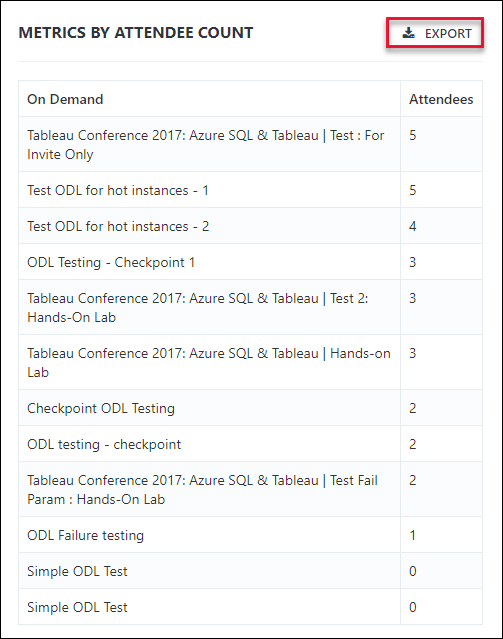 METRICS BY ATTENDEE COUNT EXPORT
On Demand Attendees
Tableau Conference 2017: Azure SQL & Tableau | Test : For 5
Invite Only
Test ODL for hot instances - 1 5
Test ODL for hot instances - 2 4
ODL Testing - Checkpoint 1 3
Tableau Conference 2017: Azure SQL & Tableau | Test 2: 3
Hands-On Lab
Tableau Conference 2017: Azure SQL & Tableau | Hands-on 3
Lab
Checkpoint ODL Testing 2
ODL testing - checkpoint 2
Tableau Conference 2017: Azure SQL & Tableau | Test Fail 2
Param : Hands-On Lab
ODL Failure testing 1
Simple ODL Test 0
Simple ODL Test 0